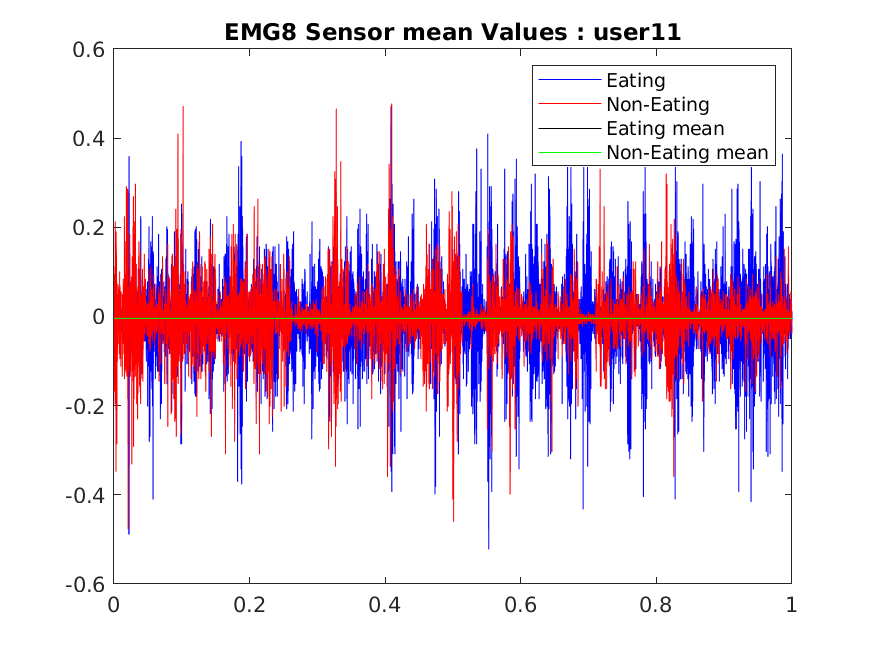 EMG8 Sensor mean Values : user11
0.6
0.4
0.2
0
-0.2
-0.4
-0.6
Eating
Non-Eating
Eating mean
Non-Eating mean
0 0.2 0.4 0.6 0.8 1